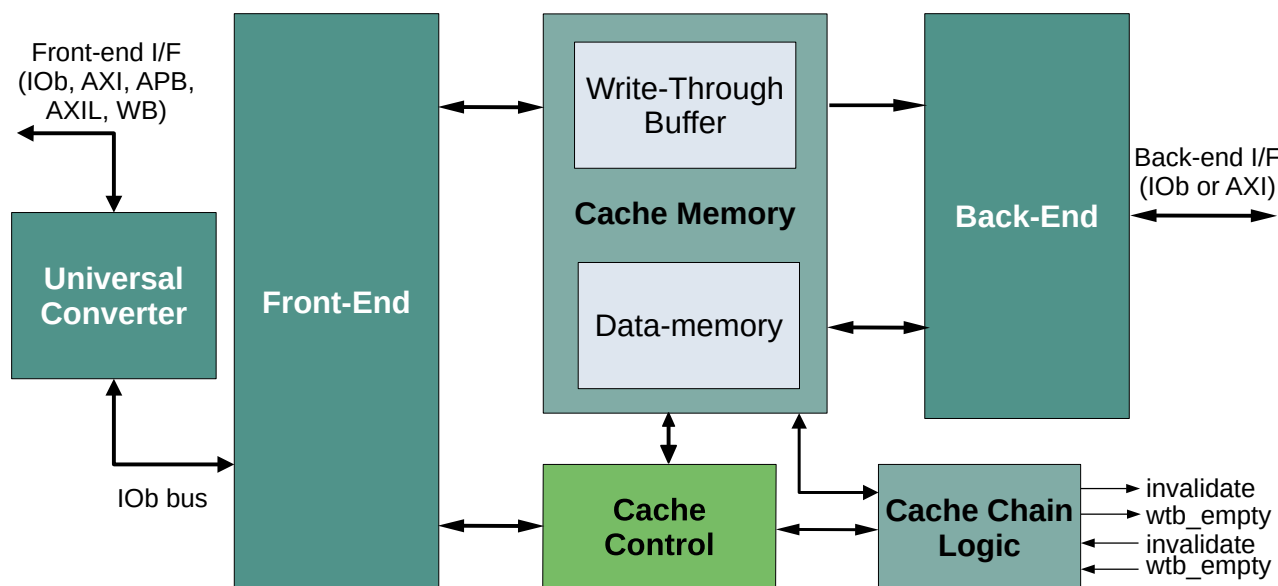 Front-end I/F
(IOb, AXI, APB,
AXIL, WB)
Universal
Converter
IOb bus
Front-End
Write-Through
Buffer
Cache Memory
Data-memory
Back-End
Back-end I/F
(IOb or AXI)
Cache
Control
Cache Chain
Logic
invalidate
wtb_empty
invalidate
wtb_empty